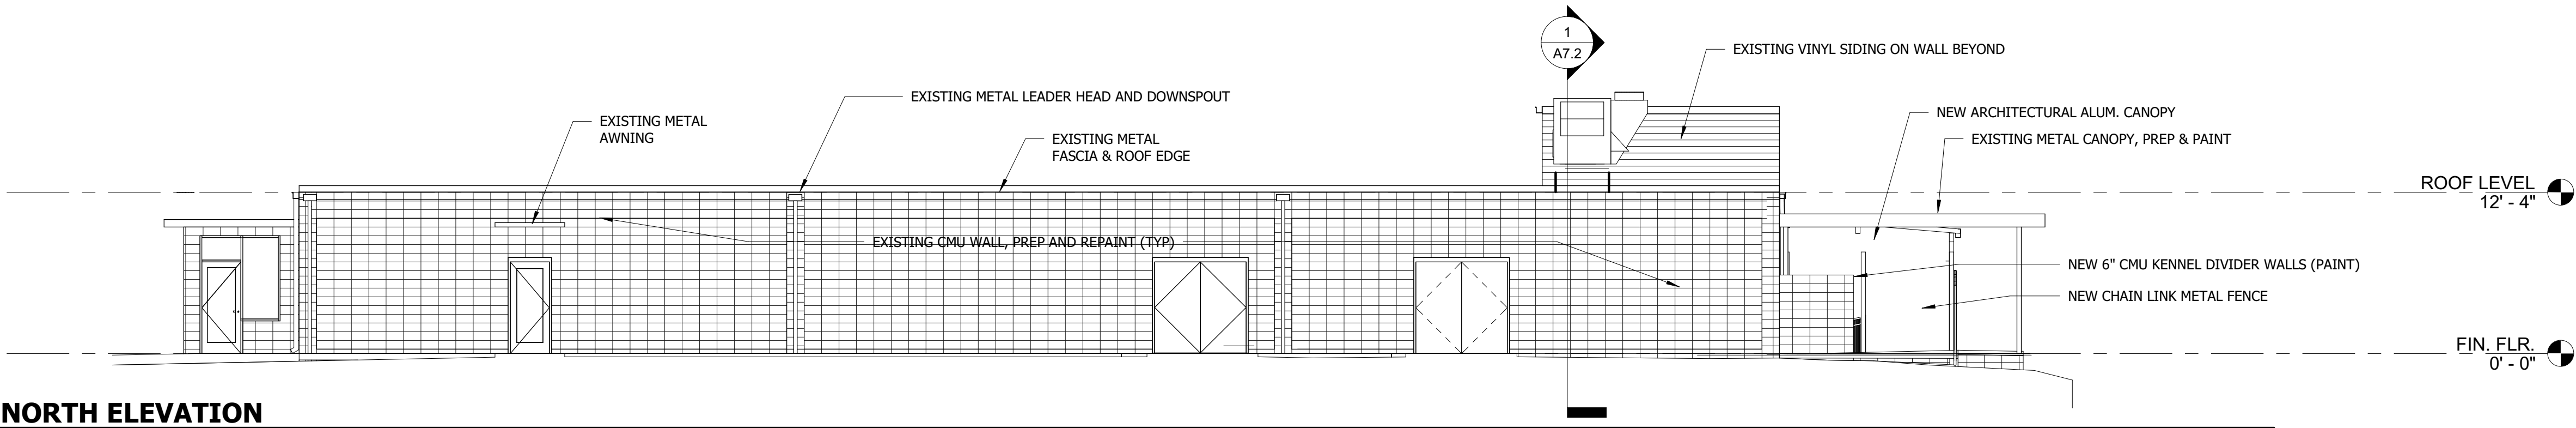 1
A7.2
EXISTING VINYL SIDING ON WALL BEYOND
EXISTING METAL LEADER HEAD AND DOWNSPOUT
EXISTING METAL
AWNING
NEW ARCHITECTURAL ALUM. CANOPY
EXISTING METAL
FASCIA & ROOF EDGE
EXISTING METAL CANOPY, PREP & PAINT
ROOF LEVEL
12' - 4"
EXISTING CMU WALL, PREP AND REPAINT (TYP)
NEW 6" CMU KENNEL DIVIDER WALLS (PAINT)
NEW CHAIN LINK METAL FENCE
FIN. FLR.
0' - 0"
NORTH ELEVATION